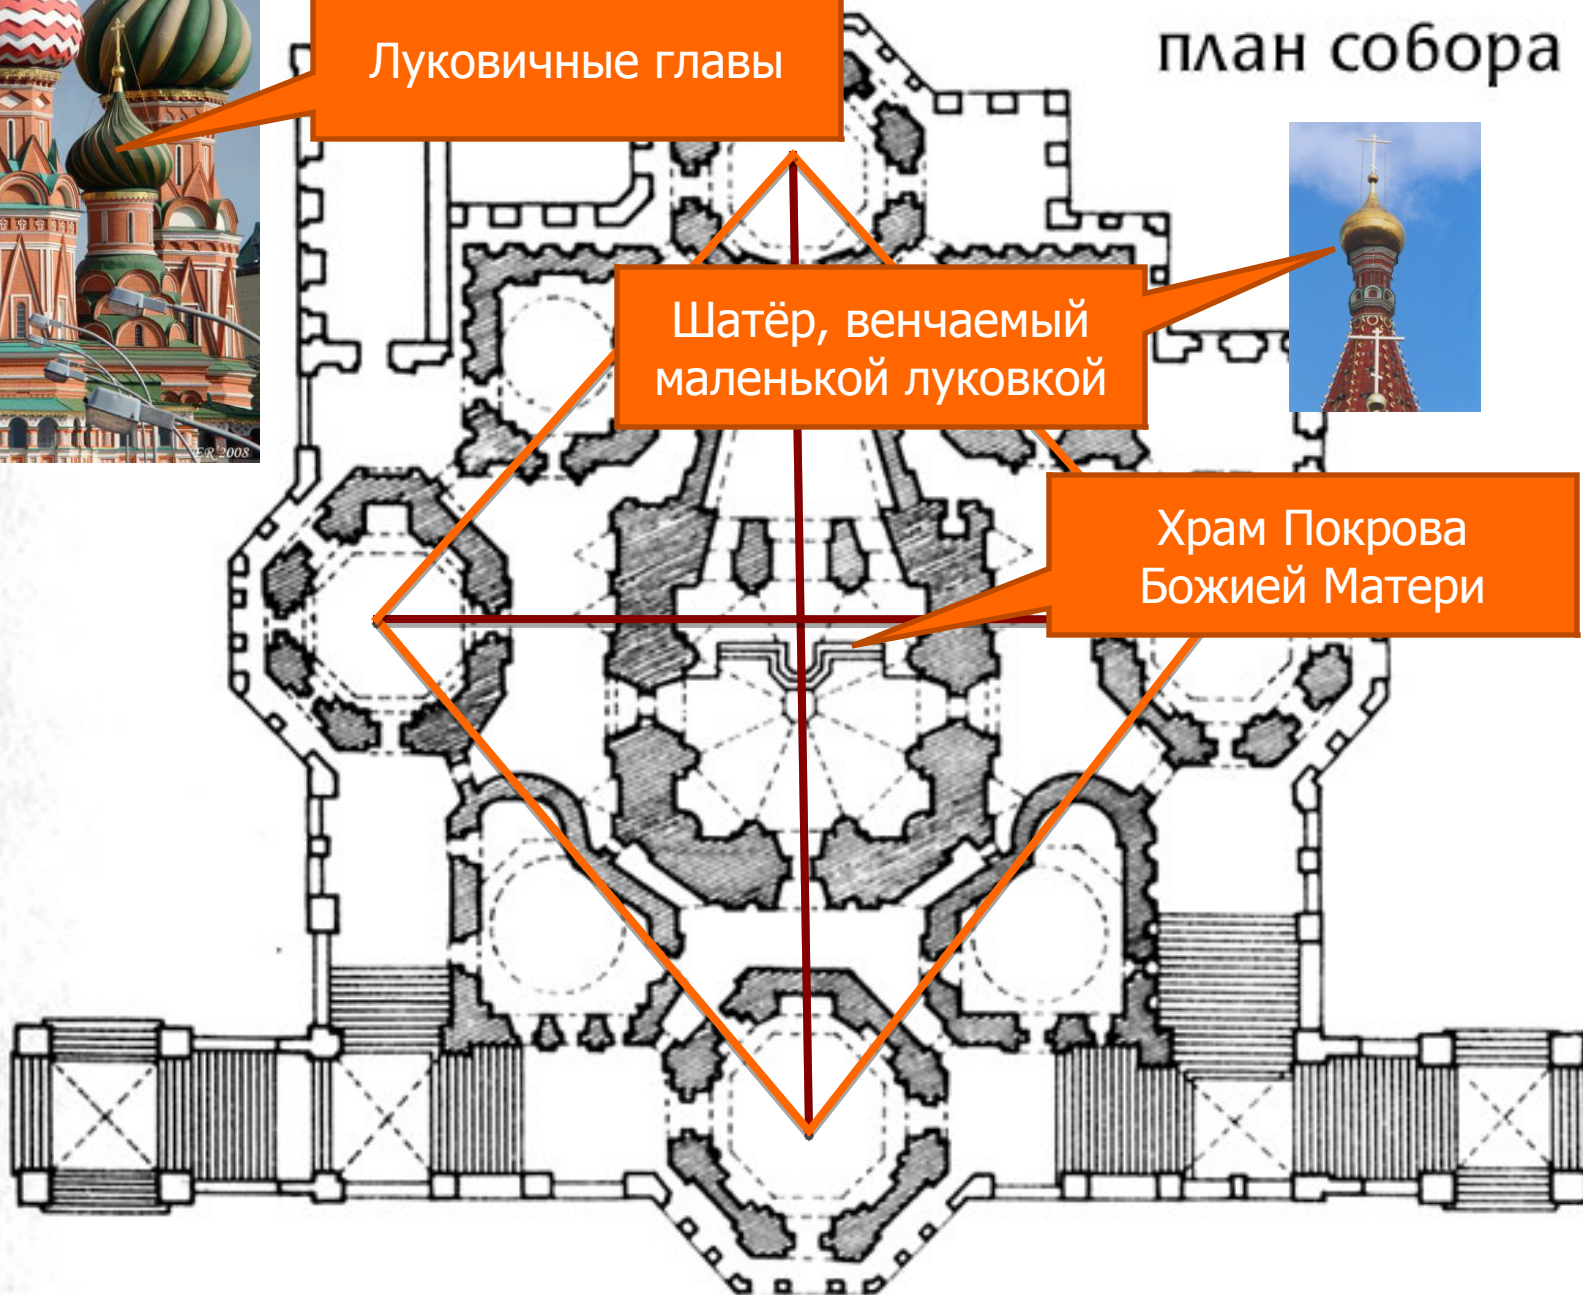 Луковичные главы
план собора
Шатёр, венчаемый
маленькой луковкой
Храм Покрова
Божией Матери
ER 2008